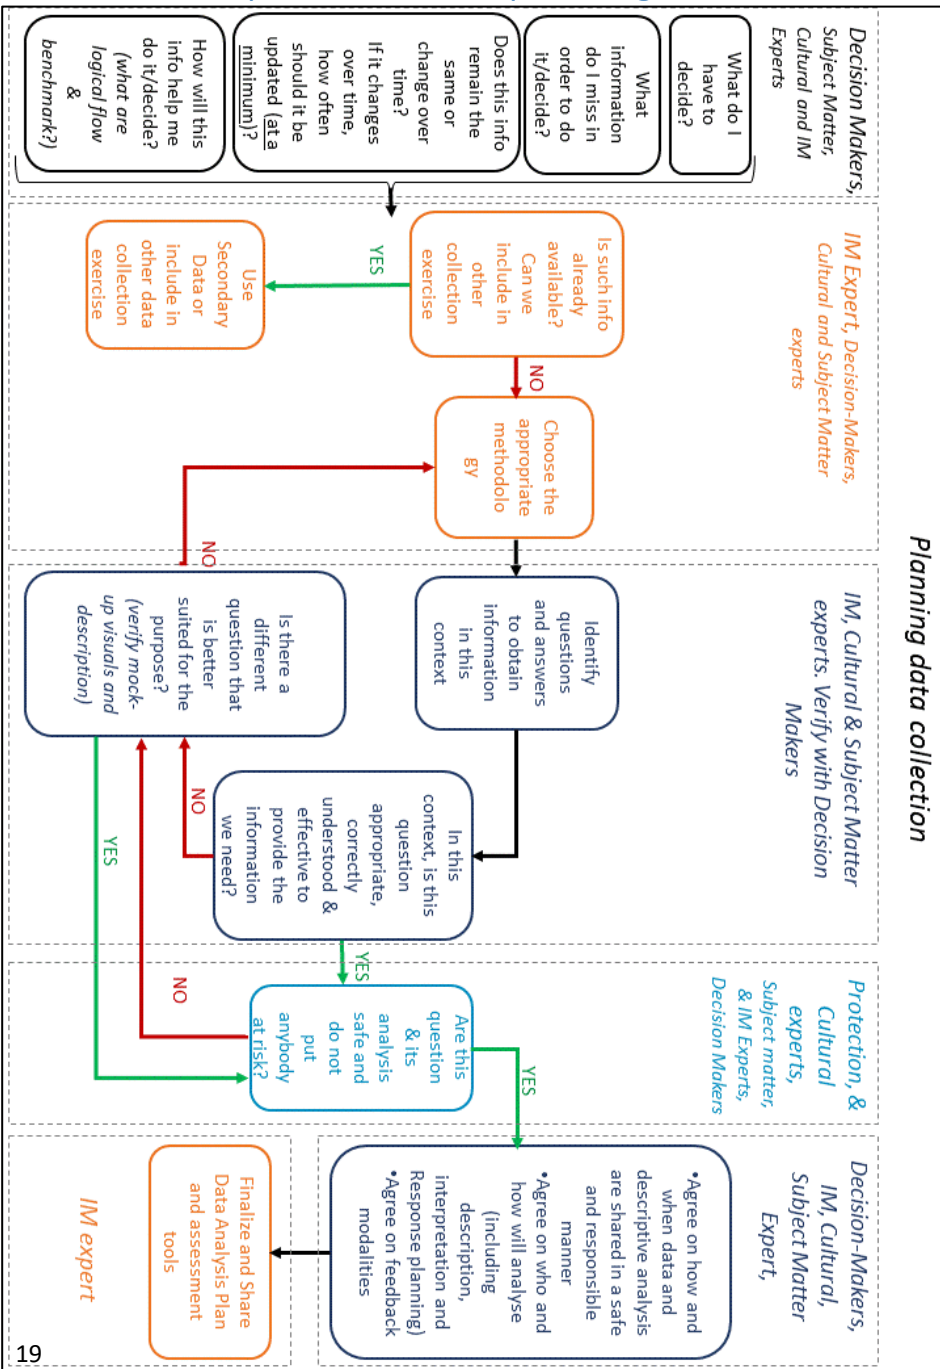 Planning data collection
Decision Makers,
Subject Matter,
Cultural and IM
Experts
What do I
have to
decide?
What
information
do I miss in
order to do
it/decide?
Does this info
remain the
same or
change over
time?
If it changes
over time,
how often
should it be
updated (at a
minimum)?
How will this
info help me
do it/decide?
(what are
logical flow
&
benchmark?)
IM Expert, Decision-Makers,
Cultural and Subject Matter
experts
Is such info
already
available?
Can we
include in
other
collection
exercise
YES
Use
Secondary
Data or
include in
other data
collection
exercise
NO
Choose the
appropriate
methodolo
gy
IM, Cultural & Subject Matter
experts. Verify with Decision
Makers
Identify
questions
and answers
to obtain
information
in this
context
NO
Is there a
different
question that
is better
suited for the
purpose?
(verify mock-
up visuals and
description)
In this
context, is this
question
appropriate,
correctly
understood &
effective to
provide the
information
we need?
NO
YES
YES
NO
Protection, &
Cultural
experts,
Subject matter,
& IM Experts,
Decision Makers
Are this
question
& its
analysis
safe and
do not
put
anybody
at risk?
YES
Decision-Makers,
IM, Cultural,
Subject Matter
Expert,
•Agree on how and
when data and
descriptive analysis
are shared in a safe
and responsible
manner
•Agree on who and
how will analyse
(including
description,
interpretation and
Response planning)
•Agree on feedback
modalities
Finalize and Share
Data Analysis Plan
and assessment
tools
IM expert
19